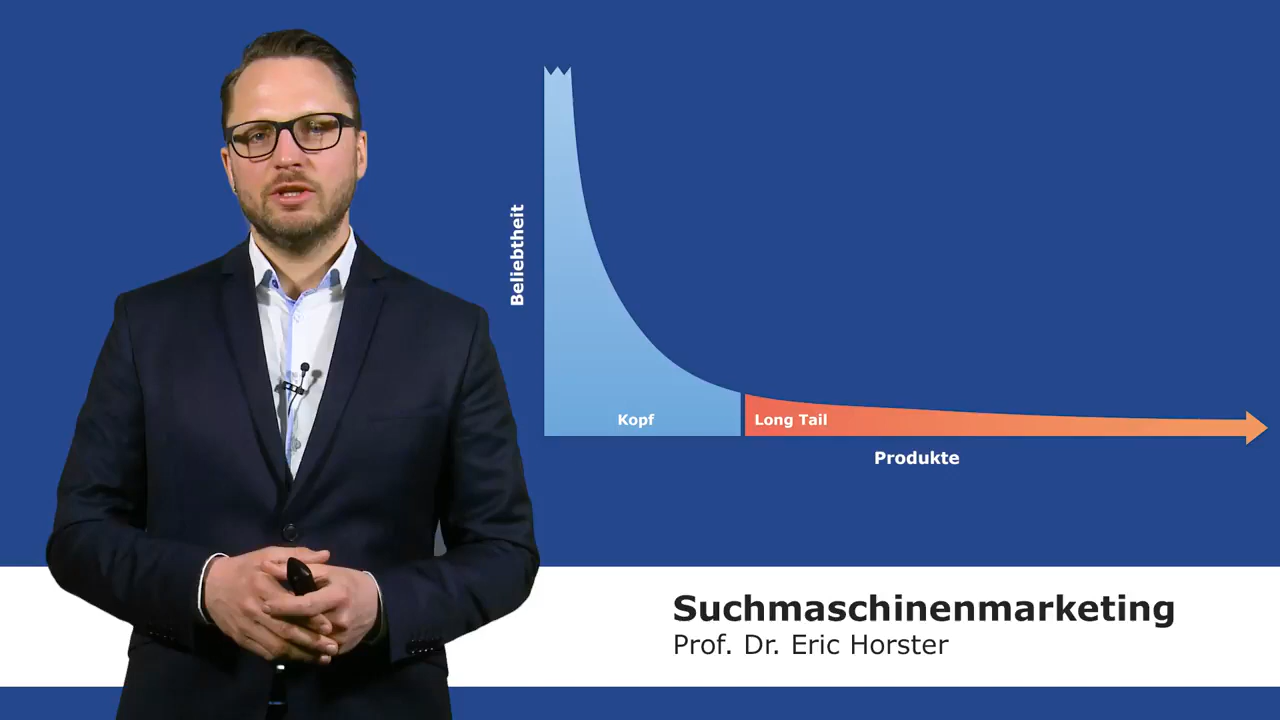 Beliebtheit
Kopf
Long Tail
Produkte
Suchmaschinenmarketing
Prof. Dr. Eric Horster